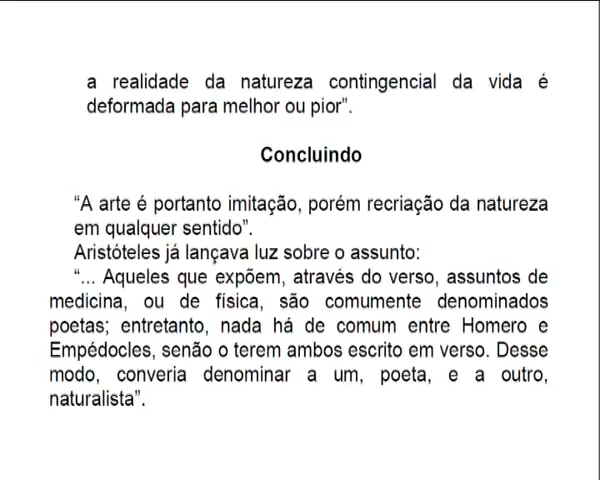 a realidade da natureza contingencial da vida é
deformada para melhor ou pior”.
Concluindo
“A arte é portanto imitação, porém recriação da natureza
em qualquer sentido”.
Aristóteles já lançava luz sobre o assunto:
“... Aqueles que expõem, através do verso, assuntos de
medicina, ou de física, são comumente denominados
poetas; entretanto, nada há de comum entre Homero e
Empédocles, senão o terem ambos escrito em verso. Desse
modo, converia denominar a um, poeta, e a outro,
naturalista”.